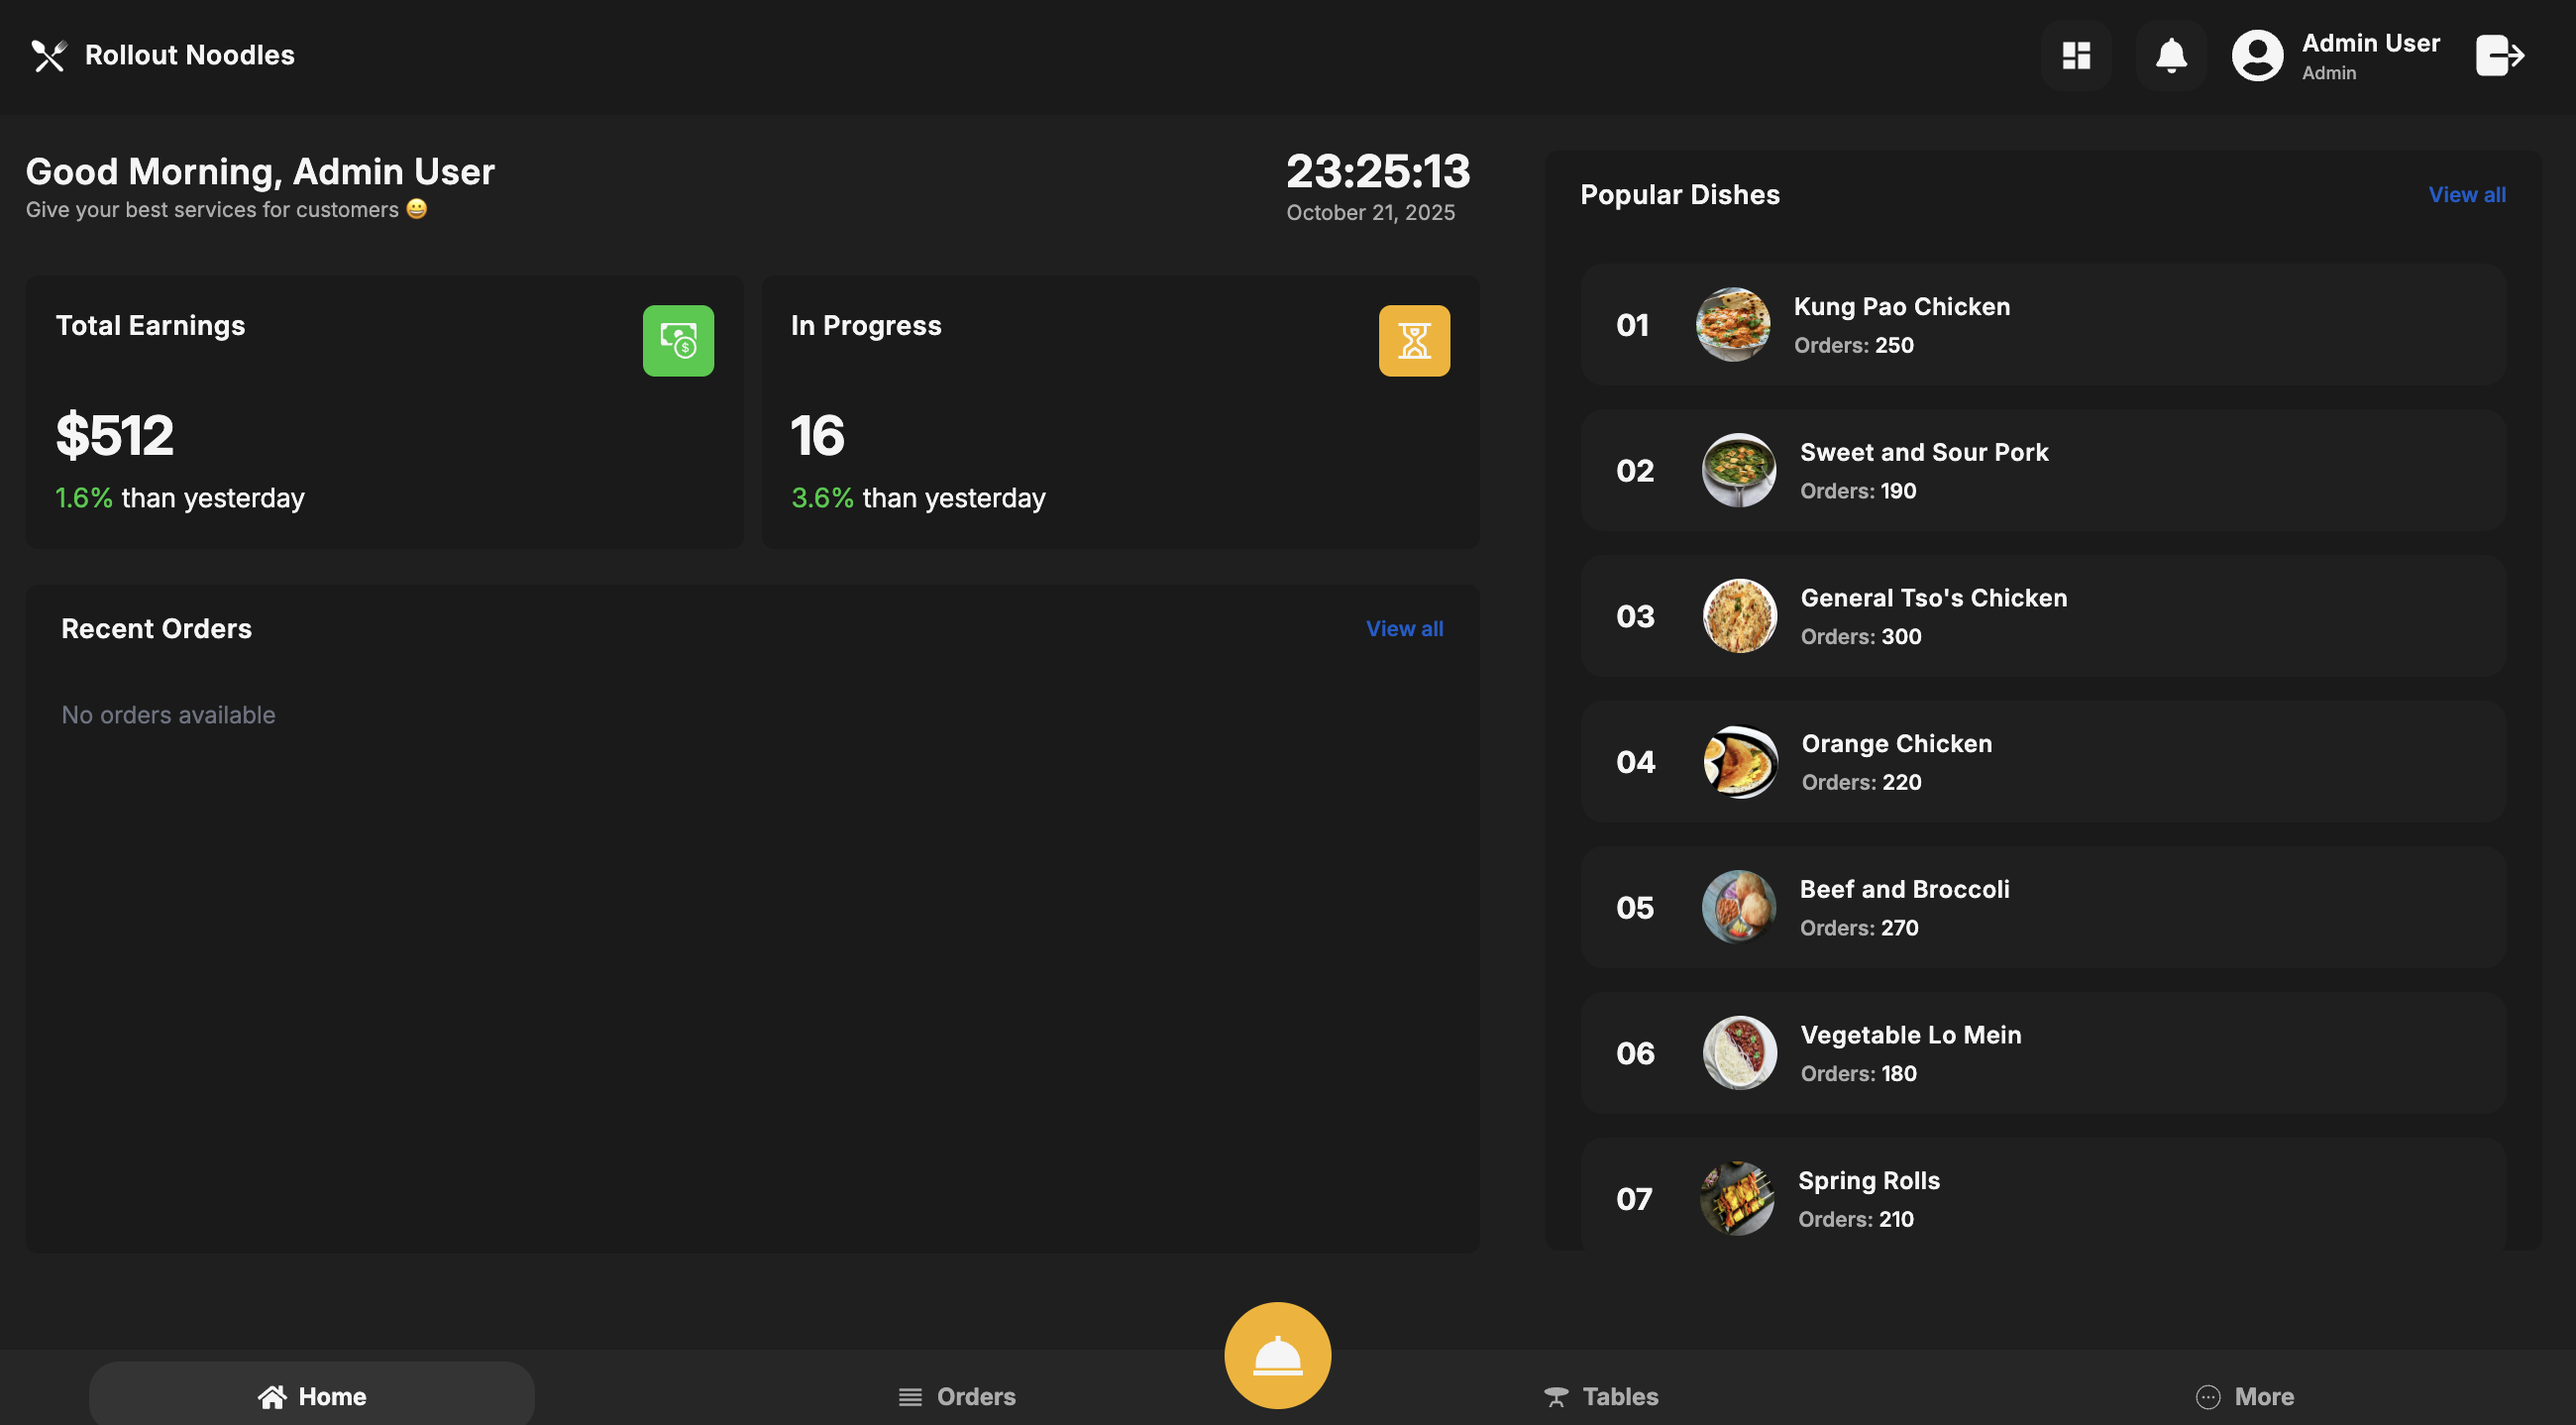 Rollout Noodles
Admin User
Admin
Good Morning, Admin User
Give your best services for customers 😀
23:25:13
October 21, 2025
Total Earnings
$
$512
1.6% than yesterday
In Progress
16
3.6% than yesterday
Recent Orders
View all
No orders available
Popular Dishes
View all
01
Kung Pao Chicken
Orders: 250
02
Sweet and Sour Pork
Orders: 190
03
General Tso's Chicken
Orders: 300
04
Orange Chicken
Orders: 220
05
Beef and Broccoli
Orders: 270
06
Vegetable Lo Mein
Orders: 180
07
Spring Rolls
Orders: 210
Home
Orders
Tables
More